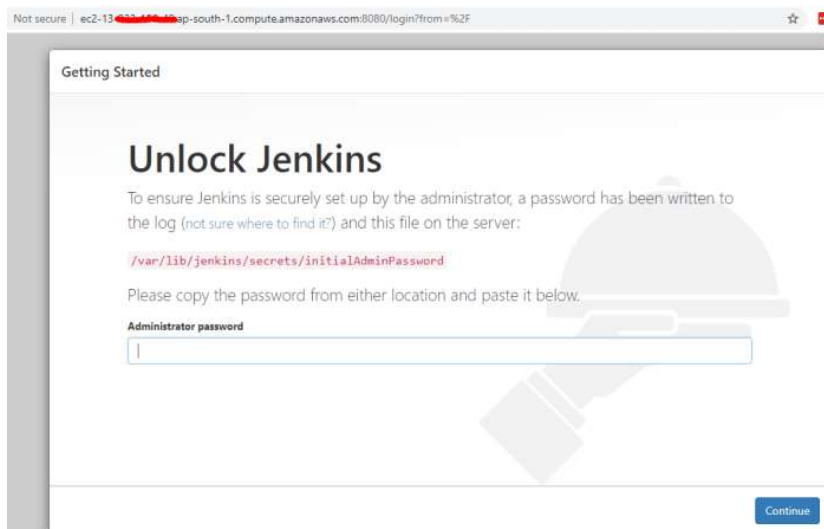 Not secure | ec2-13-ap-south-1.compute.amazonaws.com:8080/login?from=%2F
Getting Started
Unlock Jenkins
To ensure Jenkins is securely set up by the administrator, a password has been written to
the log (not sure where to find it?) and this file on the server:
/var/lib/jenkins/secrets/initialAdminPassword
Please copy the password from either location and paste it below.
Administrator password
Continue